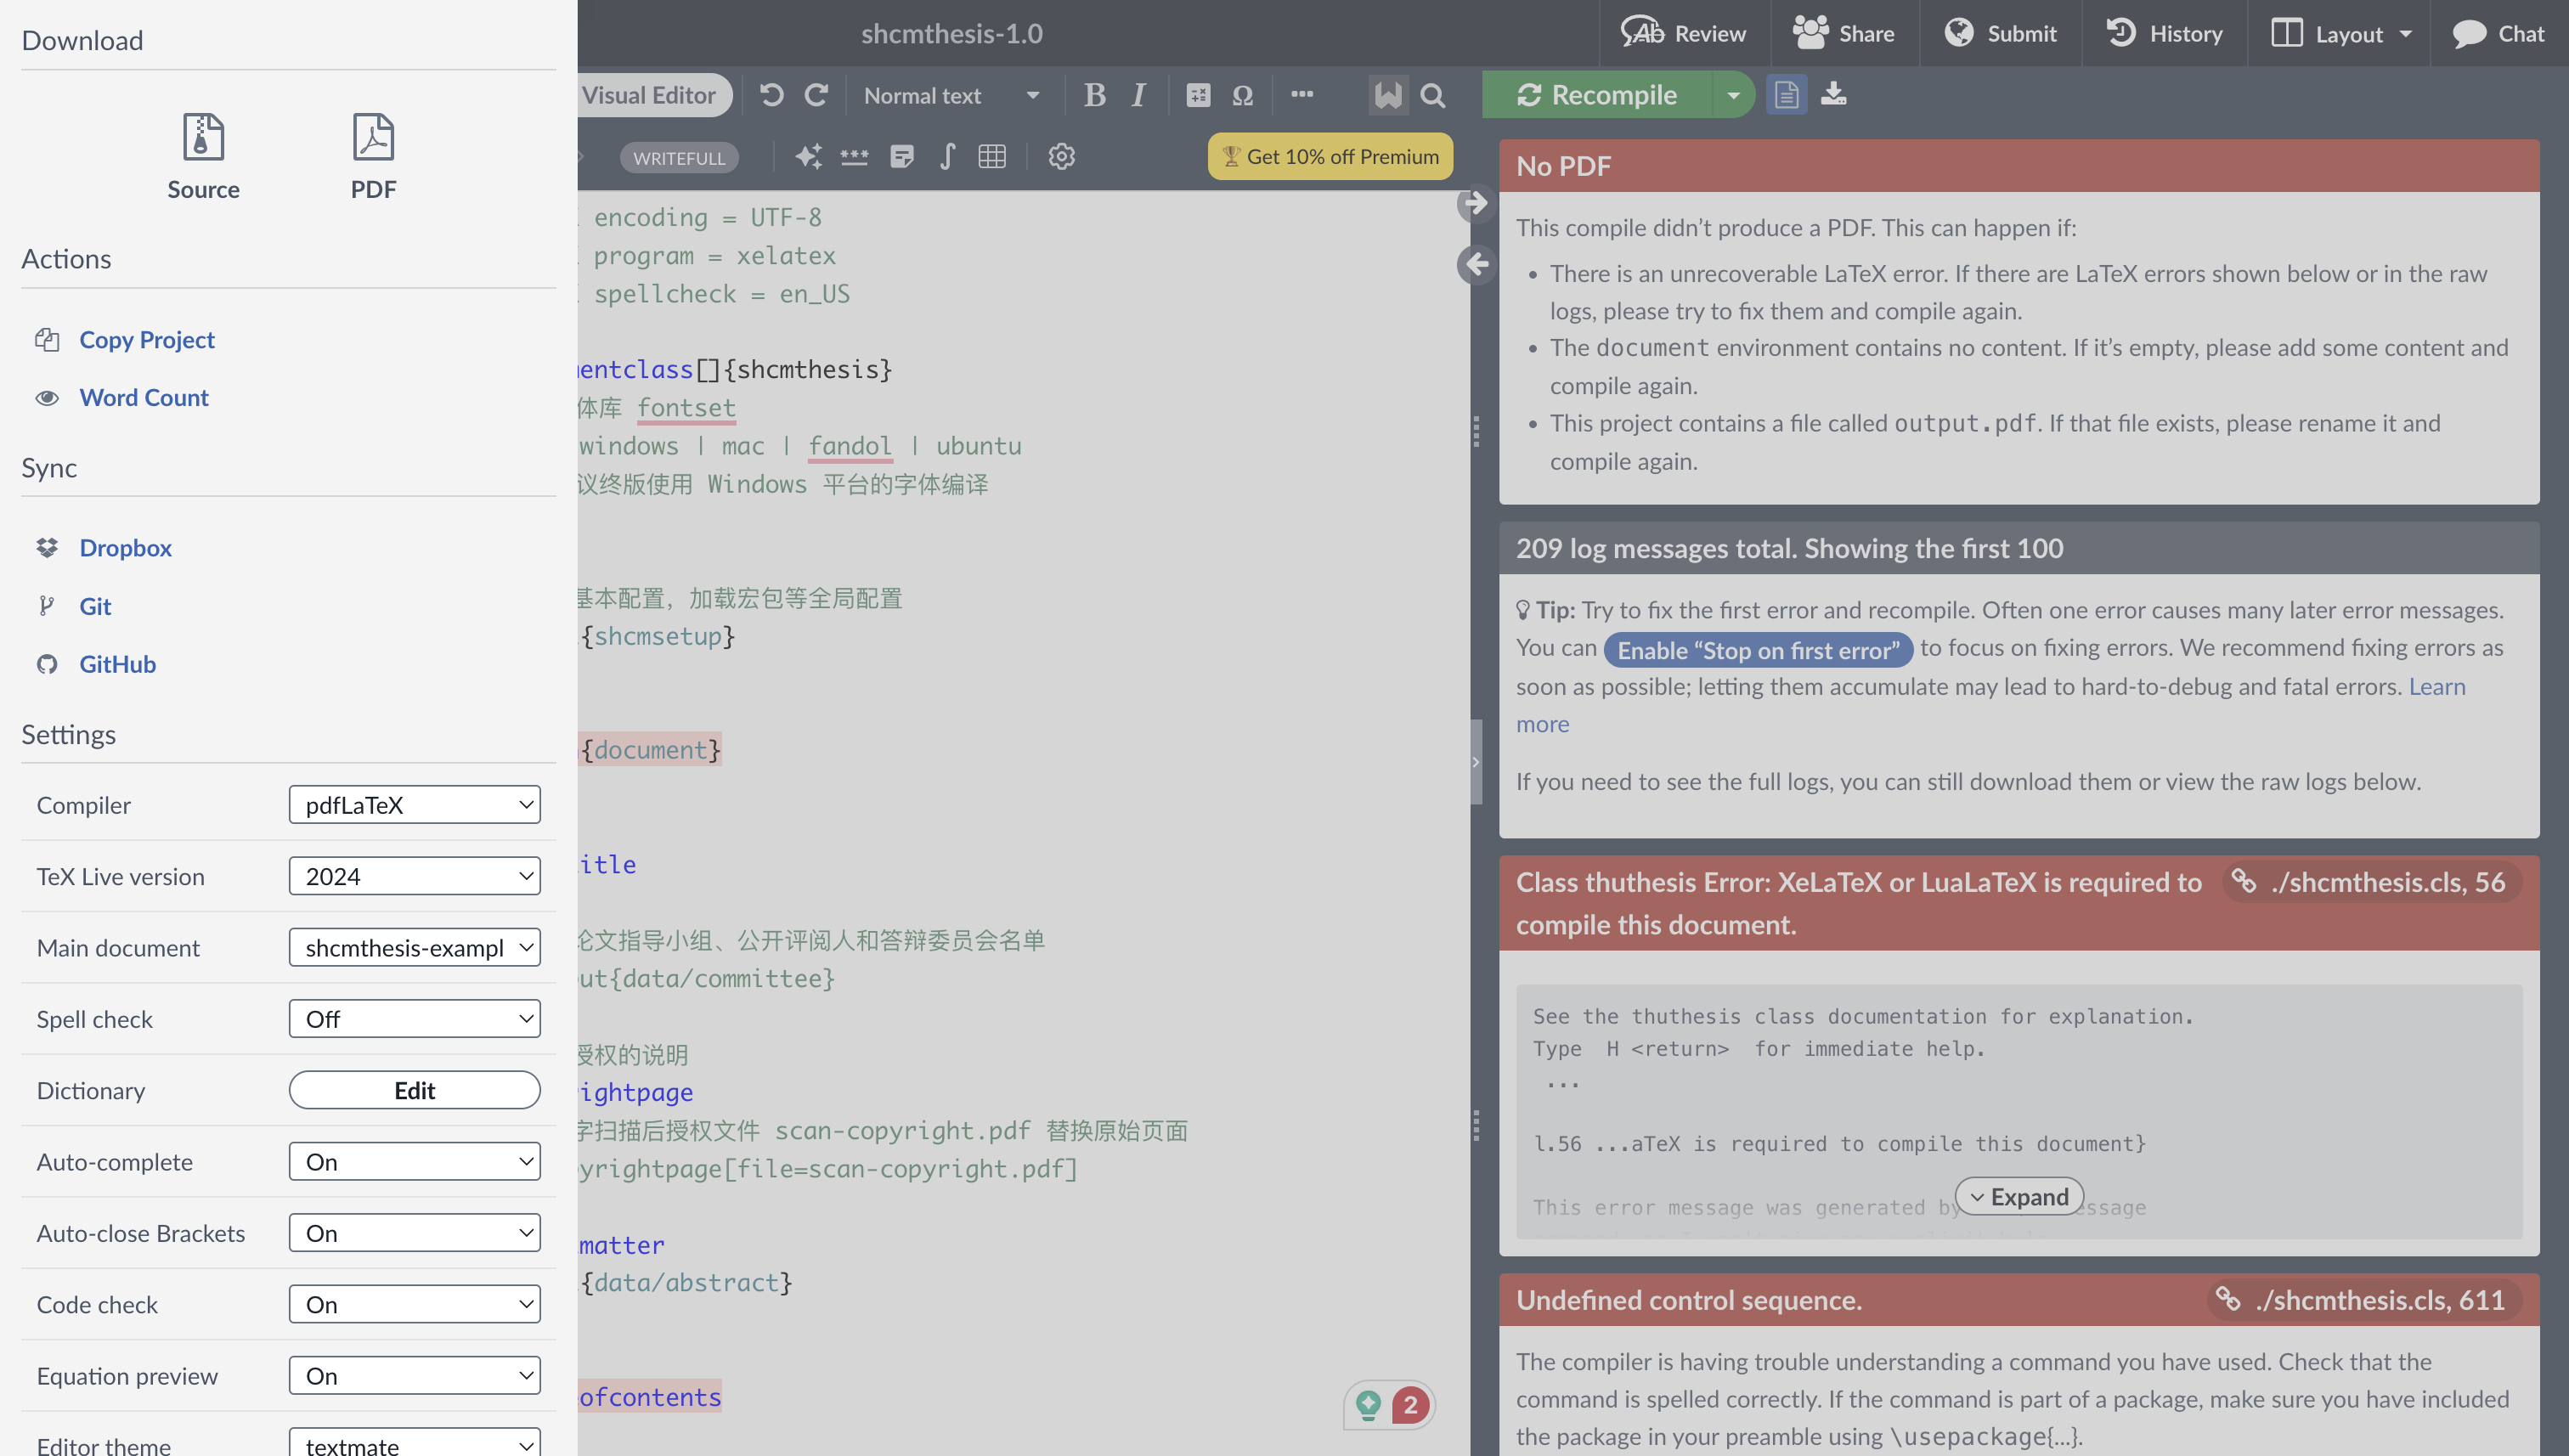 Download
Source
PDF
Actions
Copy Project
Word Count
Sync
Dropbox
Git
GitHub
Settings
Compiler pdfLaTeX
TeX Live version 2024
Main document shcmthesis-exampl
Spell check Off
Dictionary Edit
Auto-complete On
Auto-close Brackets On
Code check On
Equation preview On
Editor theme textmate
shcmthesis-1.0
Review
Share
Submit
History
Layout
Chat
Visual Editor
Normal text
B I Ω
WRITEFULL
Get 10% off Premium
Recompile
encoding = UTF-8
program = xelatex
spellcheck = en_US
entclass[]{shcmthesis}
体库 fontset
windows | mac | fandol | ubuntu
议终版使用 Windows 平台的字体编译
基本配置，加载宏包等全局配置
{shcmsetup}
{document}
itle
论文指导小组、公开评阅人和答辩委员会名单
ut{data/committee}
授权的说明
ightpage
字扫描后授权文件 scan-copyright.pdf 替换原始页面
yrightpage[file=scan-copyright.pdf]
matter
{data/abstract}
ofcontents
2
No PDF
This compile didn’t produce a PDF. This can happen if:
• There is an unrecoverable LaTeX error. If there are LaTeX errors shown below or in the raw
logs, please try to fix them and compile again.
• The document environment contains no content. If it’s empty, please add some content and
compile again.
• This project contains a file called output.pdf. If that file exists, please rename it and
compile again.
209 log messages total. Showing the first 100
Tip: Try to fix the first error and recompile. Often one error causes many later error messages.
You can Enable “Stop on first error” to focus on fixing errors. We recommend fixing errors as
soon as possible; letting them accumulate may lead to hard-to-debug and fatal errors. Learn
more
If you need to see the full logs, you can still download them or view the raw logs below.
Class thuthesis Error: XeLaTeX or LuaLaTeX is required to
compile this document.
./shcmthesis.cls, 56
See the thuthesis class documentation for explanation.
Type  H <return>  for immediate help.
...
l.56 ...aTeX is required to compile this document}
This error message was generated by
Expand
Undefined control sequence.
./shcmthesis.cls, 611
The compiler is having trouble understanding a command you have used. Check that the
command is spelled correctly. If the command is part of a package, make sure you have included
the package in your preamble using \usepackage{...}.